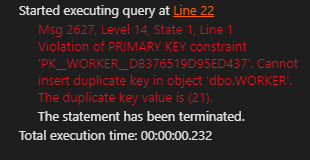 Started executing query at Line 22
Msg 2627, Level 14, State 1, Line 1
Violation of PRIMARY KEY constraint
'PK__WORKER__DB376519D95ED437'. Cannot
insert duplicate key in object 'dbo.WORKER'.
The duplicate key value is (21).
The statement has been terminated.
Total execution time: 00:00:00.232